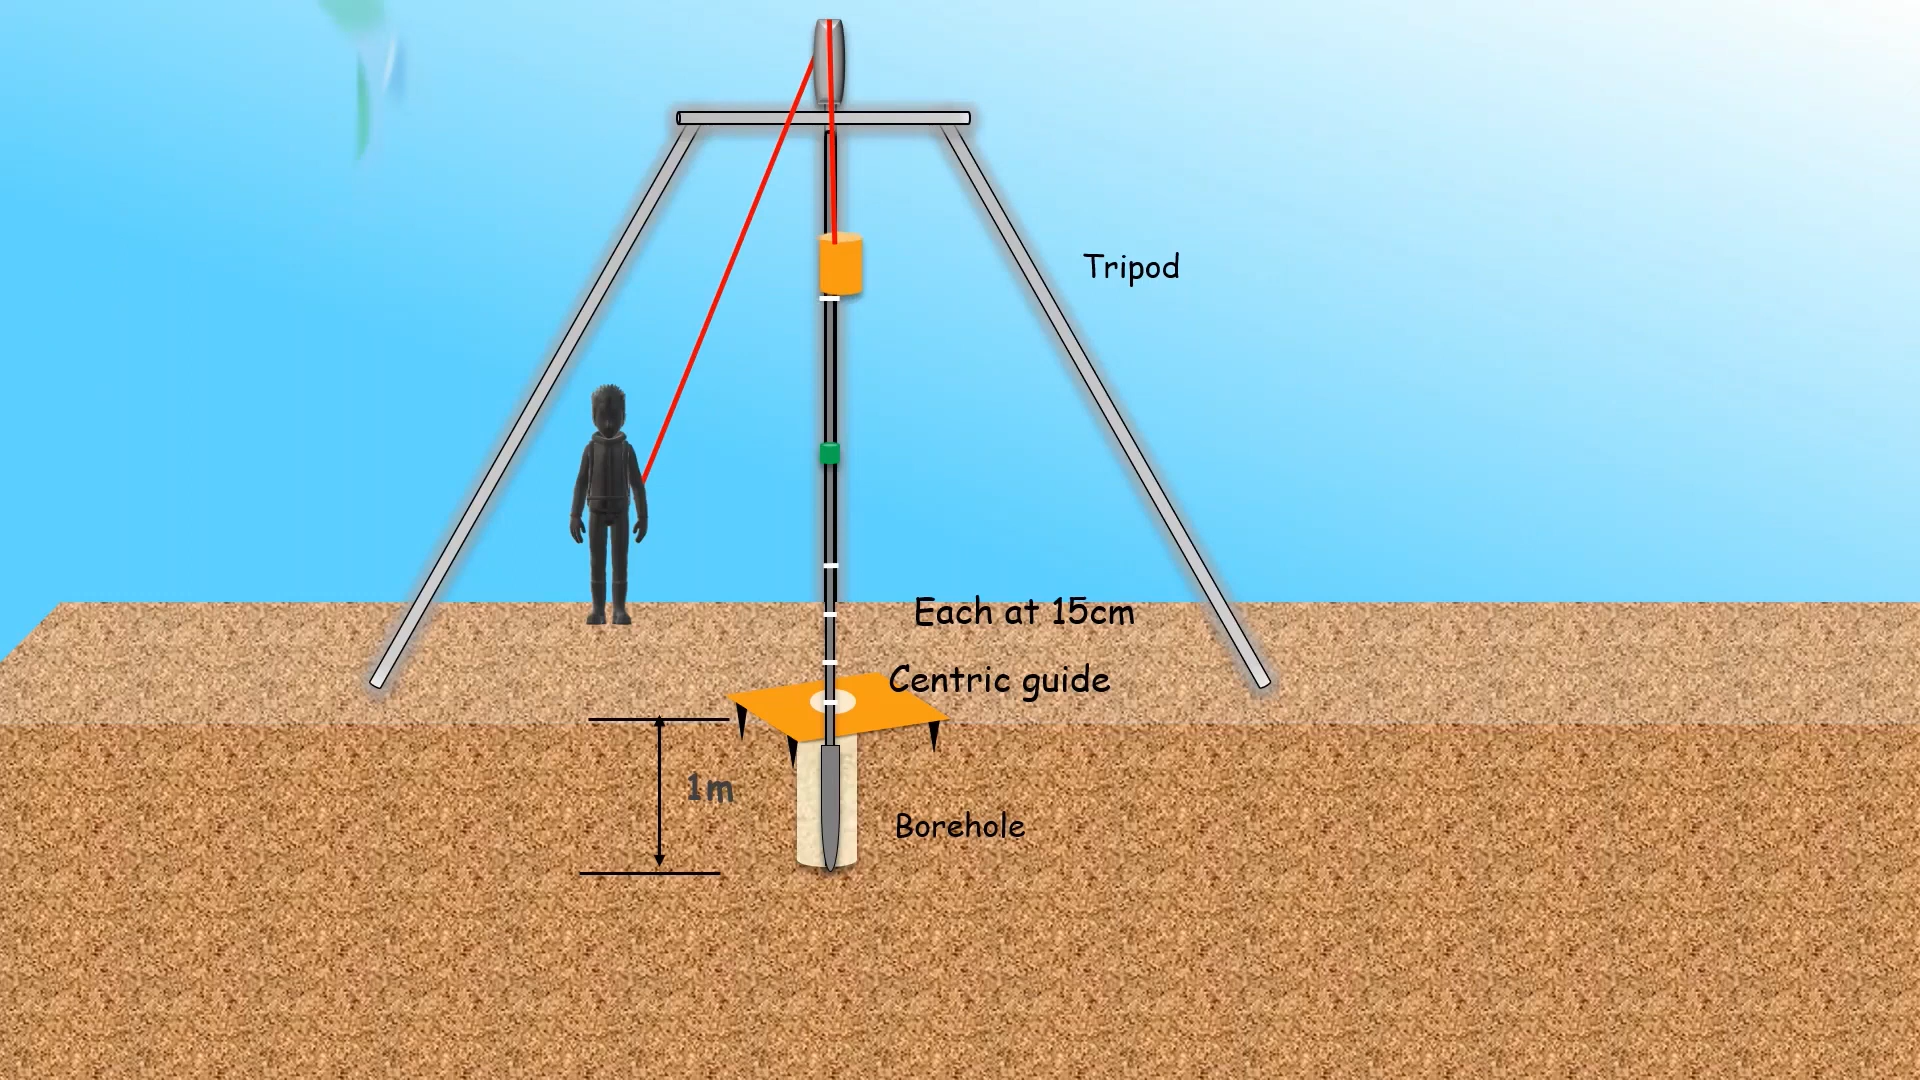 Tripod
Each at 15cm
Centric guide
1m
Borehole